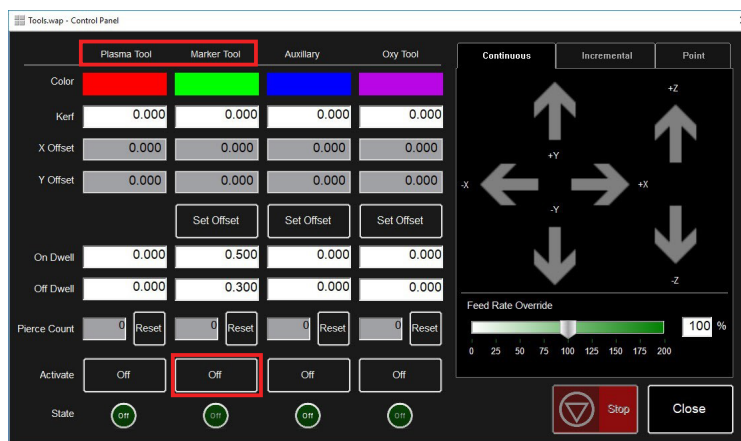 Tools.wap - Control Panel
Plasma Tool Marker Tool Auxillary Oxy Tool
Color
Kerf 0.000 0.000 0.000 0.000
X Offset 0.000 0.000 0.000 0.000
Y Offset 0.000 0.000 0.000 0.000
Set Offset Set Offset Set Offset
On Dwell 0.000 0.500 0.000 0.000
Off Dwell 0.000 0.300 0.000 0.000
Pierce Count 0 Reset 0 Reset 0 Reset 0 Reset
Activate Off Off Off Off
State Off Off Off Off
Continuous Incremental Point
+Z
+Y
-X +X
-Y
-Z
Feed Rate Override
100 %
0 25 50 75 100 125 150 175 200
Stop Close